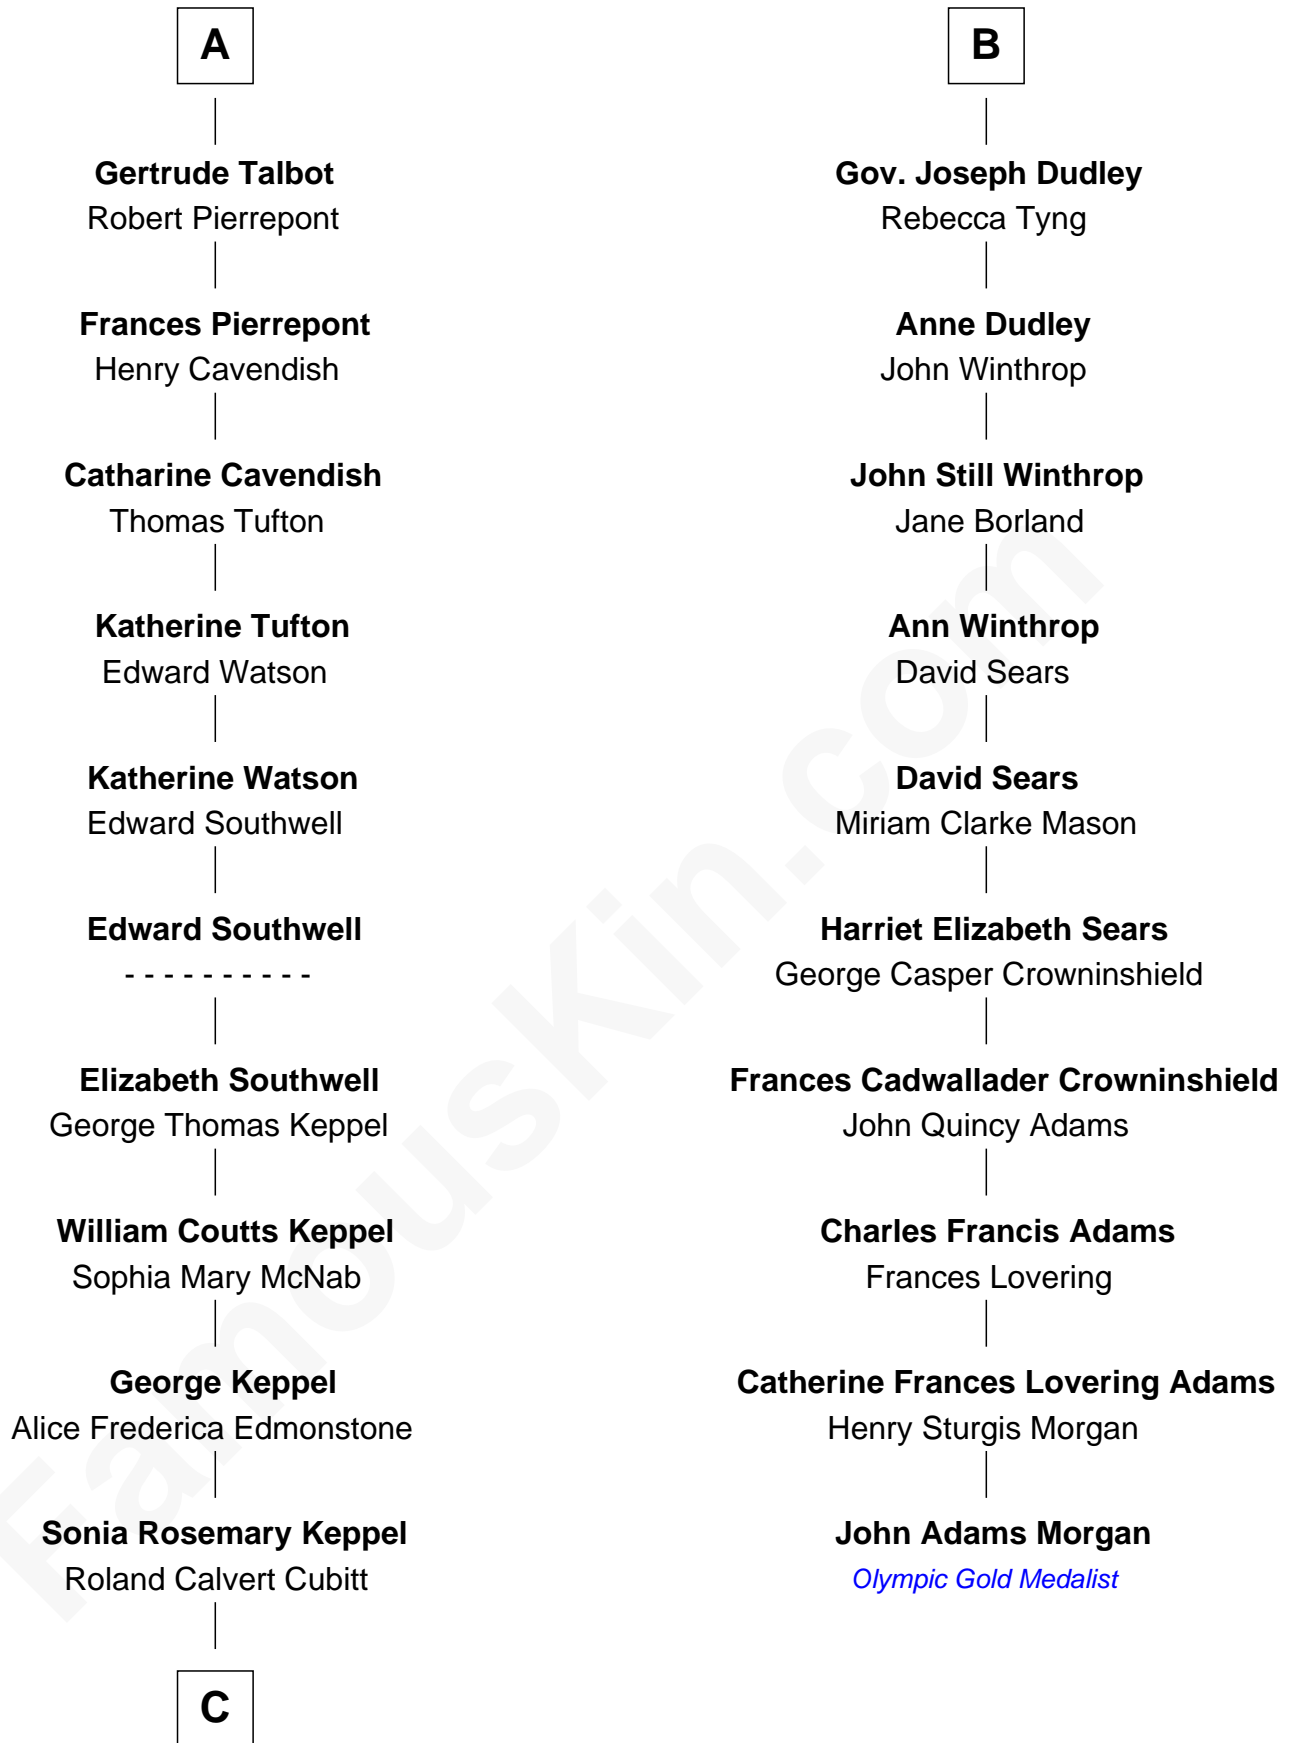 A
Gertrude Talbot
Robert Pierrepont
Frances Pierrepont
Henry Cavendish
Catharine Cavendish
Thomas Tufton
Katherine Tufton
Edward Watson
Katherine Watson
Edward Southwell
Edward Southwell
- - - - - - - - - -
Elizabeth Southwell
George Thomas Keppel
William Coutts Keppel
Sophia Mary McNab
George Keppel
Alice Frederica Edmonstone
Sonia Rosemary Keppel
Roland Calvert Cubitt
C
B
Gov. Joseph Dudley
Rebecca Tyng
Anne Dudley
John Winthrop
John Still Winthrop
Jane Borland
Ann Winthrop
David Sears
David Sears
Miriam Clarke Mason
Harriet Elizabeth Sears
George Casper Crowninshield
Frances Cadwallader Crowninshield
John Quincy Adams
Charles Francis Adams
Frances Lovering
Catherine Frances Lovering Adams
Henry Sturgis Morgan
John Adams Morgan
Olympic Gold Medalist
FamousKin.com